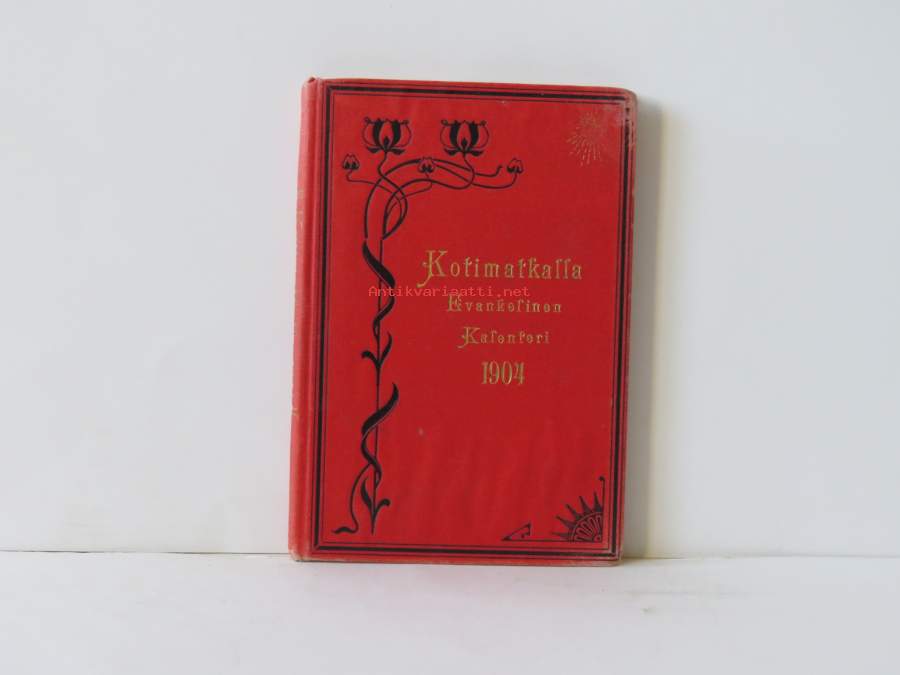 Kotimatkalla
Antikvariaatti.net
Evankelinen
Kalenteri
1904